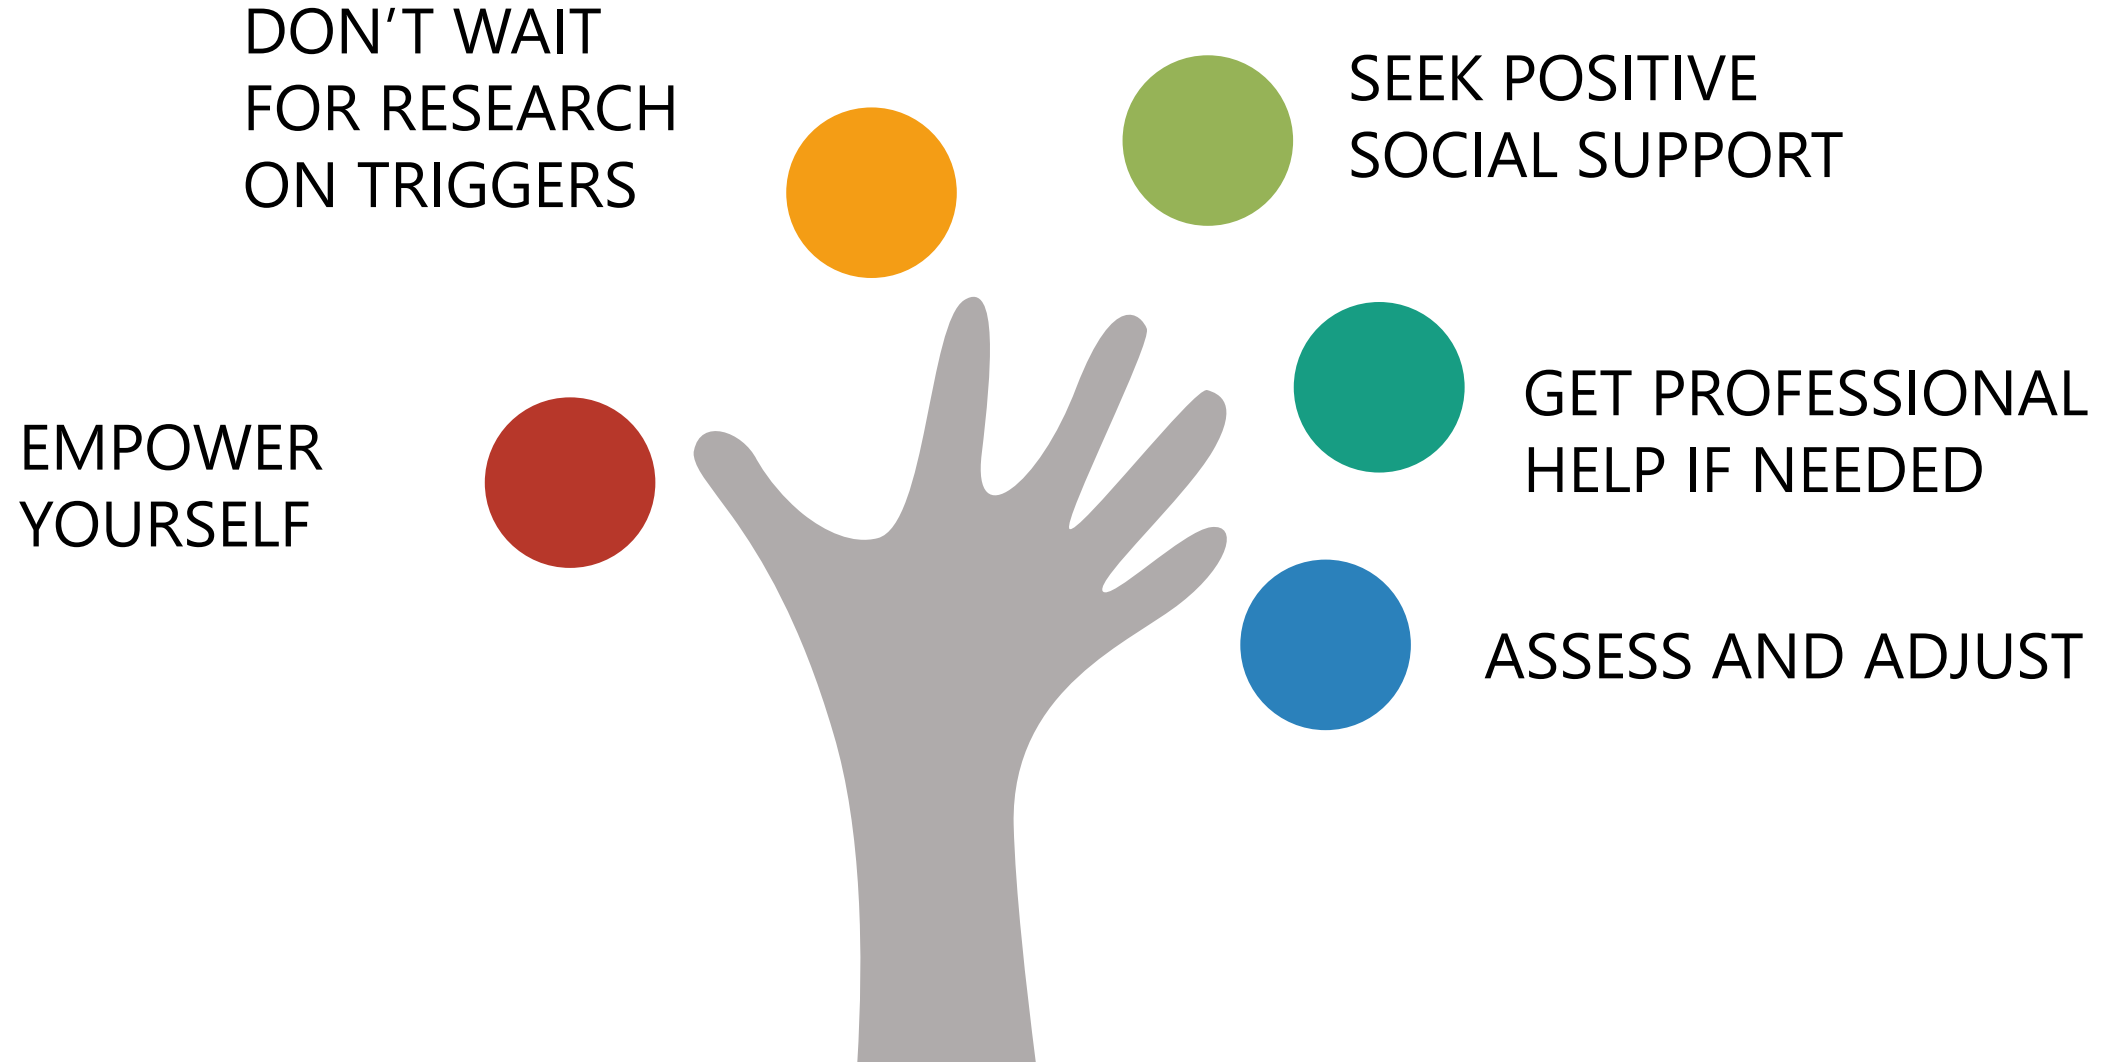 DON’T WAIT
FOR RESEARCH
ON TRIGGERS
SEEK POSITIVE
SOCIAL SUPPORT
EMPOWER
YOURSELF
GET PROFESSIONAL
HELP IF NEEDED
ASSESS AND ADJUST